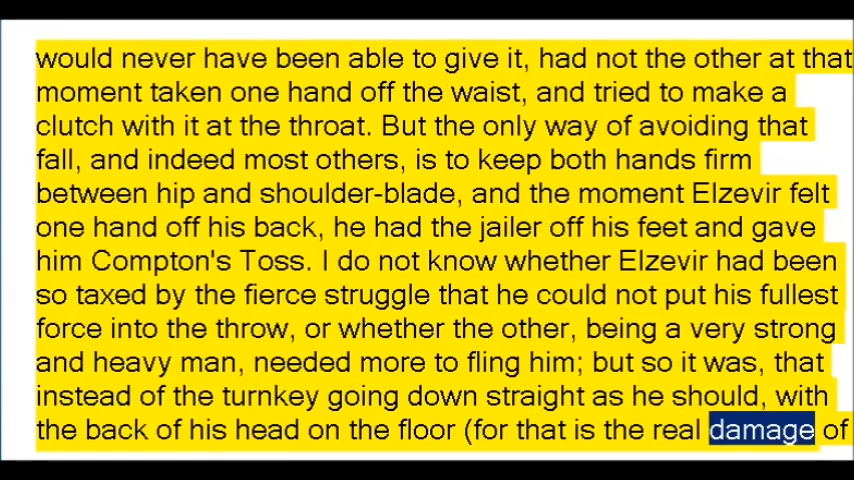 would never have been able to give it, had not the other at that
moment taken one hand off the waist, and tried to make a
clutch with it at the throat. But the only way of avoiding that
fall, and indeed most others, is to keep both hands firm
between hip and shoulder-blade, and the moment Elzevir felt
one hand off his back, he had the jailer off his feet and gave
him Compton's Toss. I do not know whether Elzevir had been
so taxed by the fierce struggle that he could not put his fullest
force into the throw, or whether the other, being a very strong
and heavy man, needed more to fling him; but so it was, that
instead of the turnkey going down straight as he should, with
the back of his head on the floor (for that is the real damage of